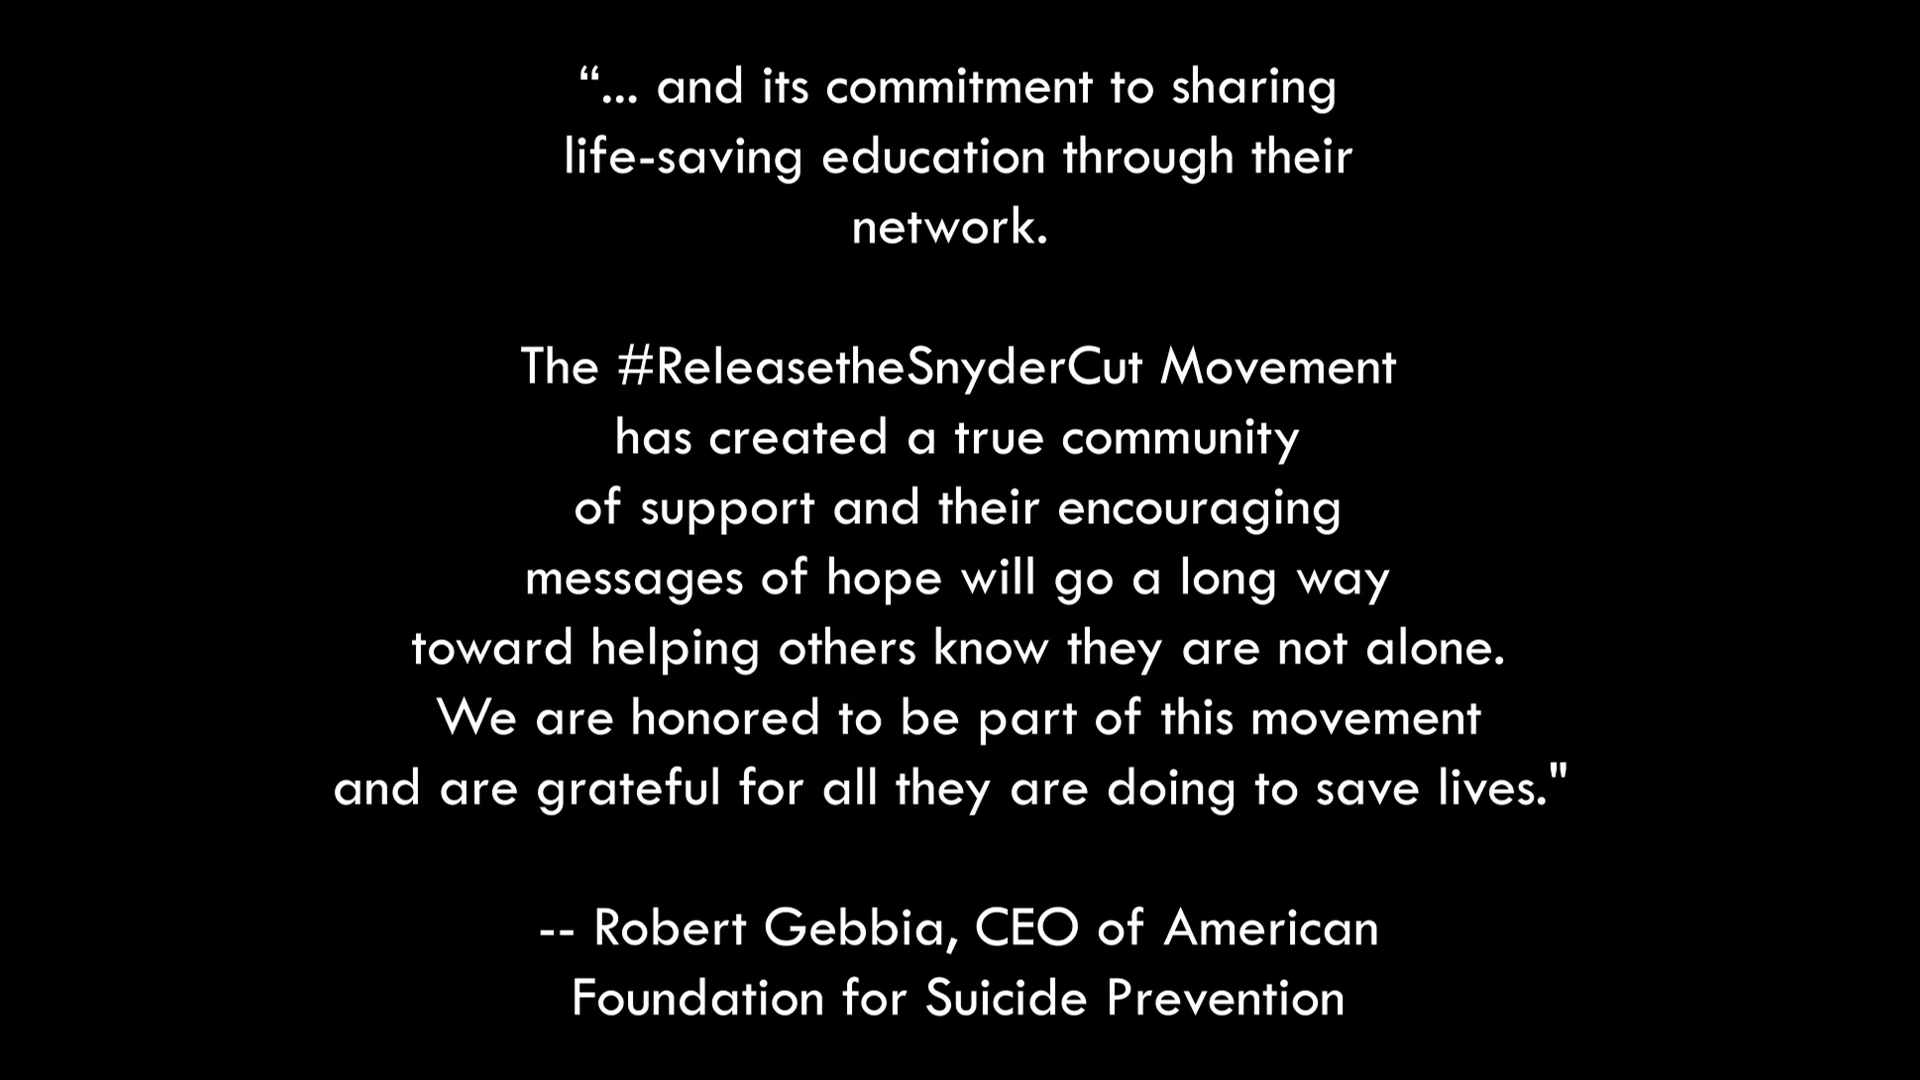 “... and its commitment to sharing
life-saving education through their
network.
The #ReleasetheSnyderCut Movement
has created a true community
of support and their encouraging
messages of hope will go a long way
toward helping others know they are not alone.
We are honored to be part of this movement
and are grateful for all they are doing to save lives."
-- Robert Gebbia, CEO of American
Foundation for Suicide Prevention